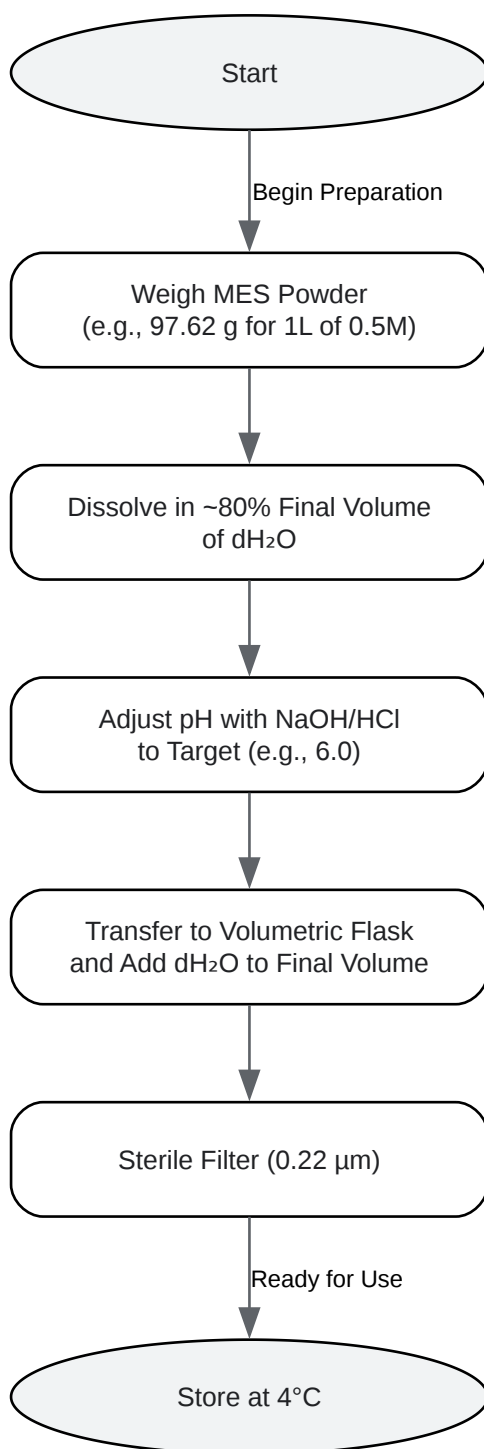 Start
Begin Preparation
Weigh MES Powder
(e.g., 97.62 g for 1L of 0.5M)
Dissolve in ~80% Final Volume
of dH₂O
Adjust pH with NaOH/HCl
to Target (e.g., 6.0)
Transfer to Volumetric Flask
and Add dH₂O to Final Volume
Sterile Filter (0.22 µm)
Ready for Use
Store at 4°C